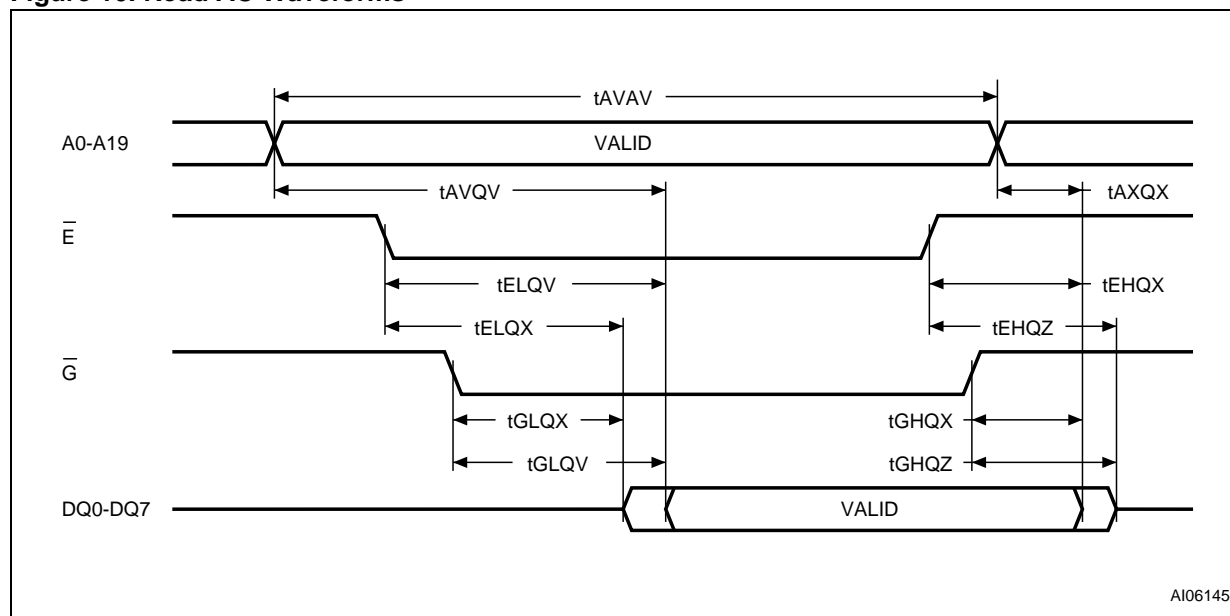 Figure 10. Read AC Waveforms
tAVAV
A0-A19
VALID
tAVQV
tAXQX
E
tELQV
tEHQX
tELQX
tEHQZ
G
tGLQX
tGHQX
tGLQV
tGHQZ
DQ0-DQ7
VALID
AI06145